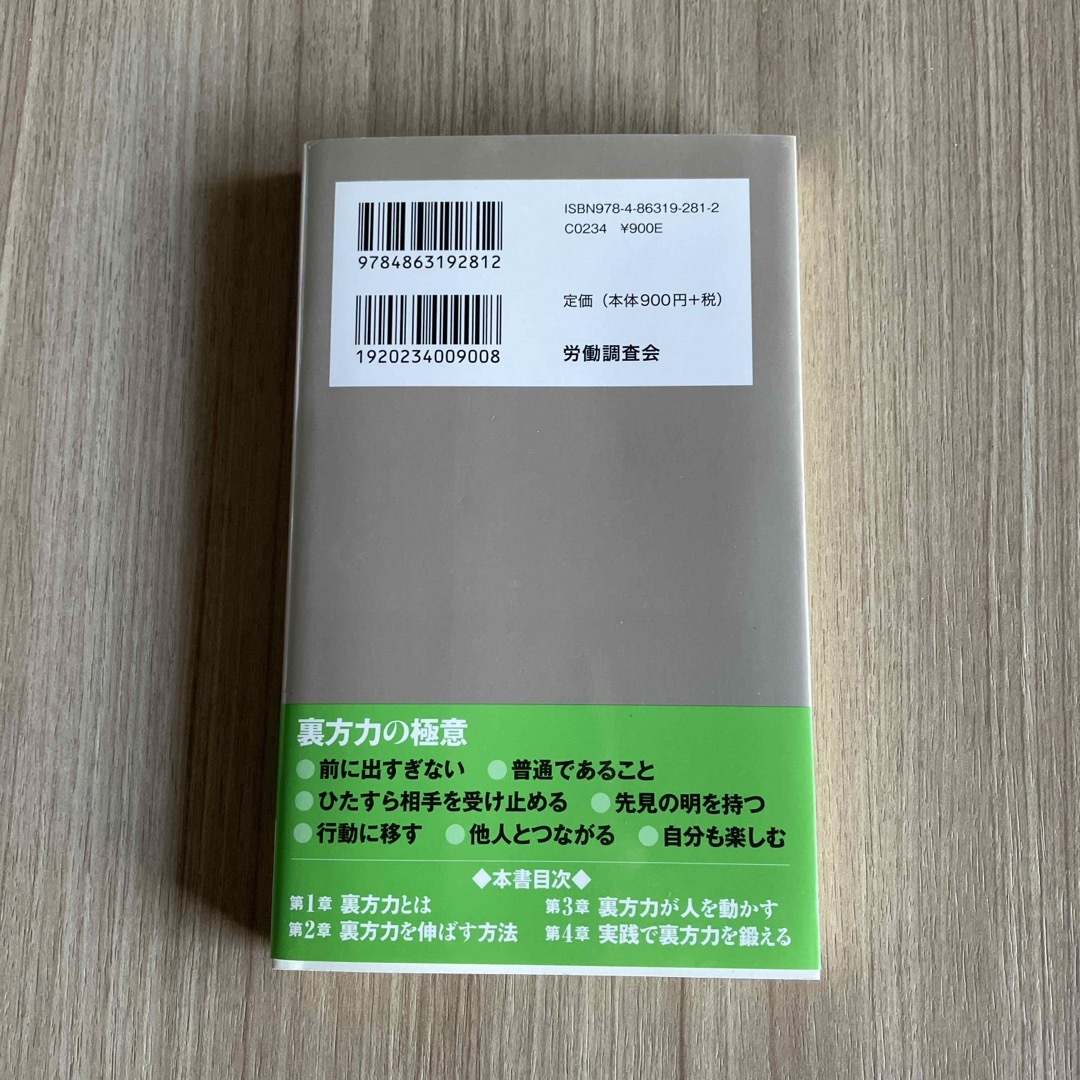 ISBN978-4-86319-281-2
C0234 ¥900E
9784863192812
定価（本体900円+税）
1920234009008
労働調査会
裏方力の極意
●前に出すぎない ●普通であること
●ひたすら相手を受け止める ●先見の明を持つ
●行動に移す ●他人とつながる ●自分も楽しむ
◆本書目次◆
第1章 裏方力とは
第2章 裏方力を伸ばす方法
第3章 裏方力が人を動かす
第4章 実践で裏方力を鍛える